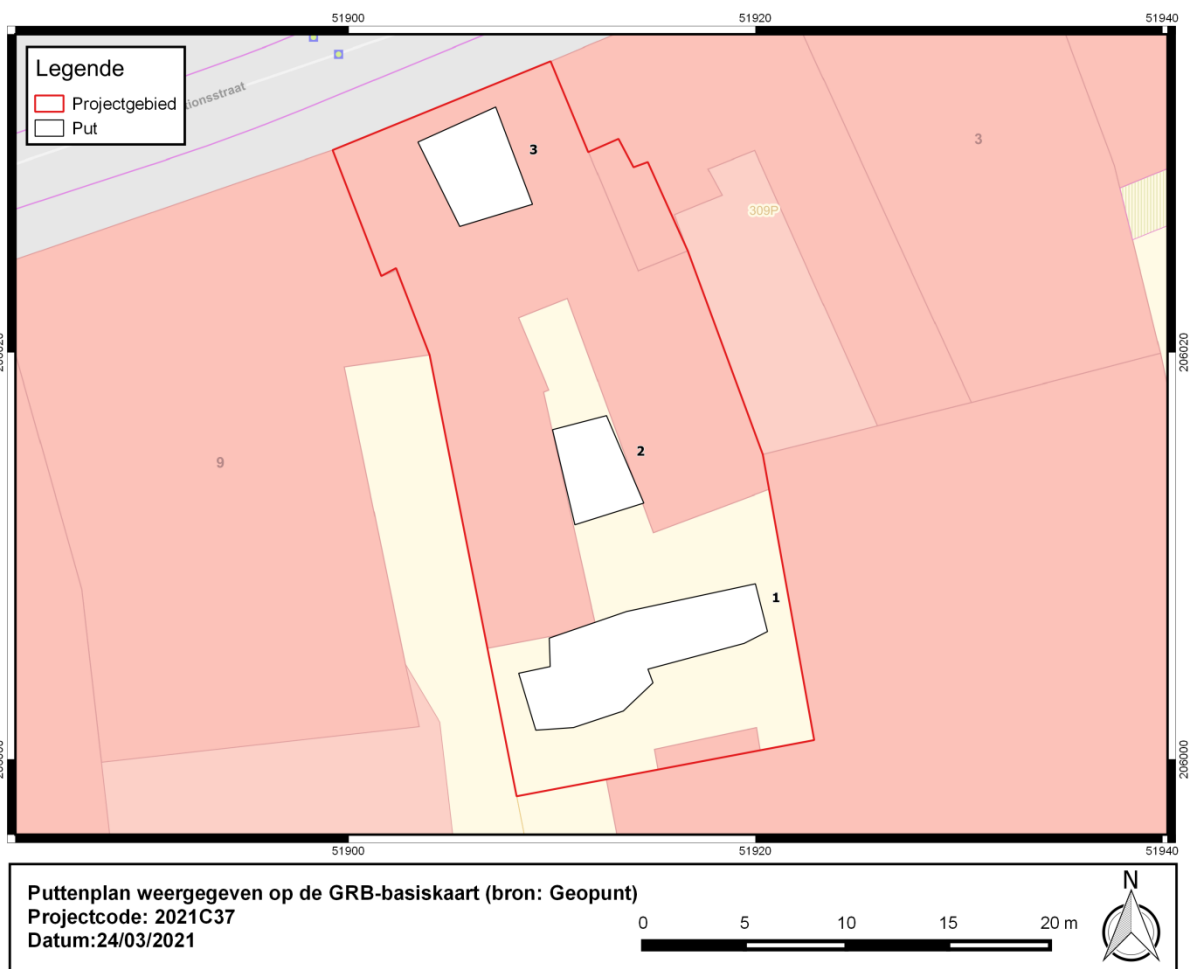 51900 51920 51940
Legende
Projectgebied
Put
tionsstraat
3
3
309P
206020
2
9
1
206000
51900 51920 51940
Puttenplan weergegeven op de GRB-basiskaart (bron: Geopunt)
Projectcode: 2021C37
Datum:24/03/2021
0 5 10 15 20 m
N